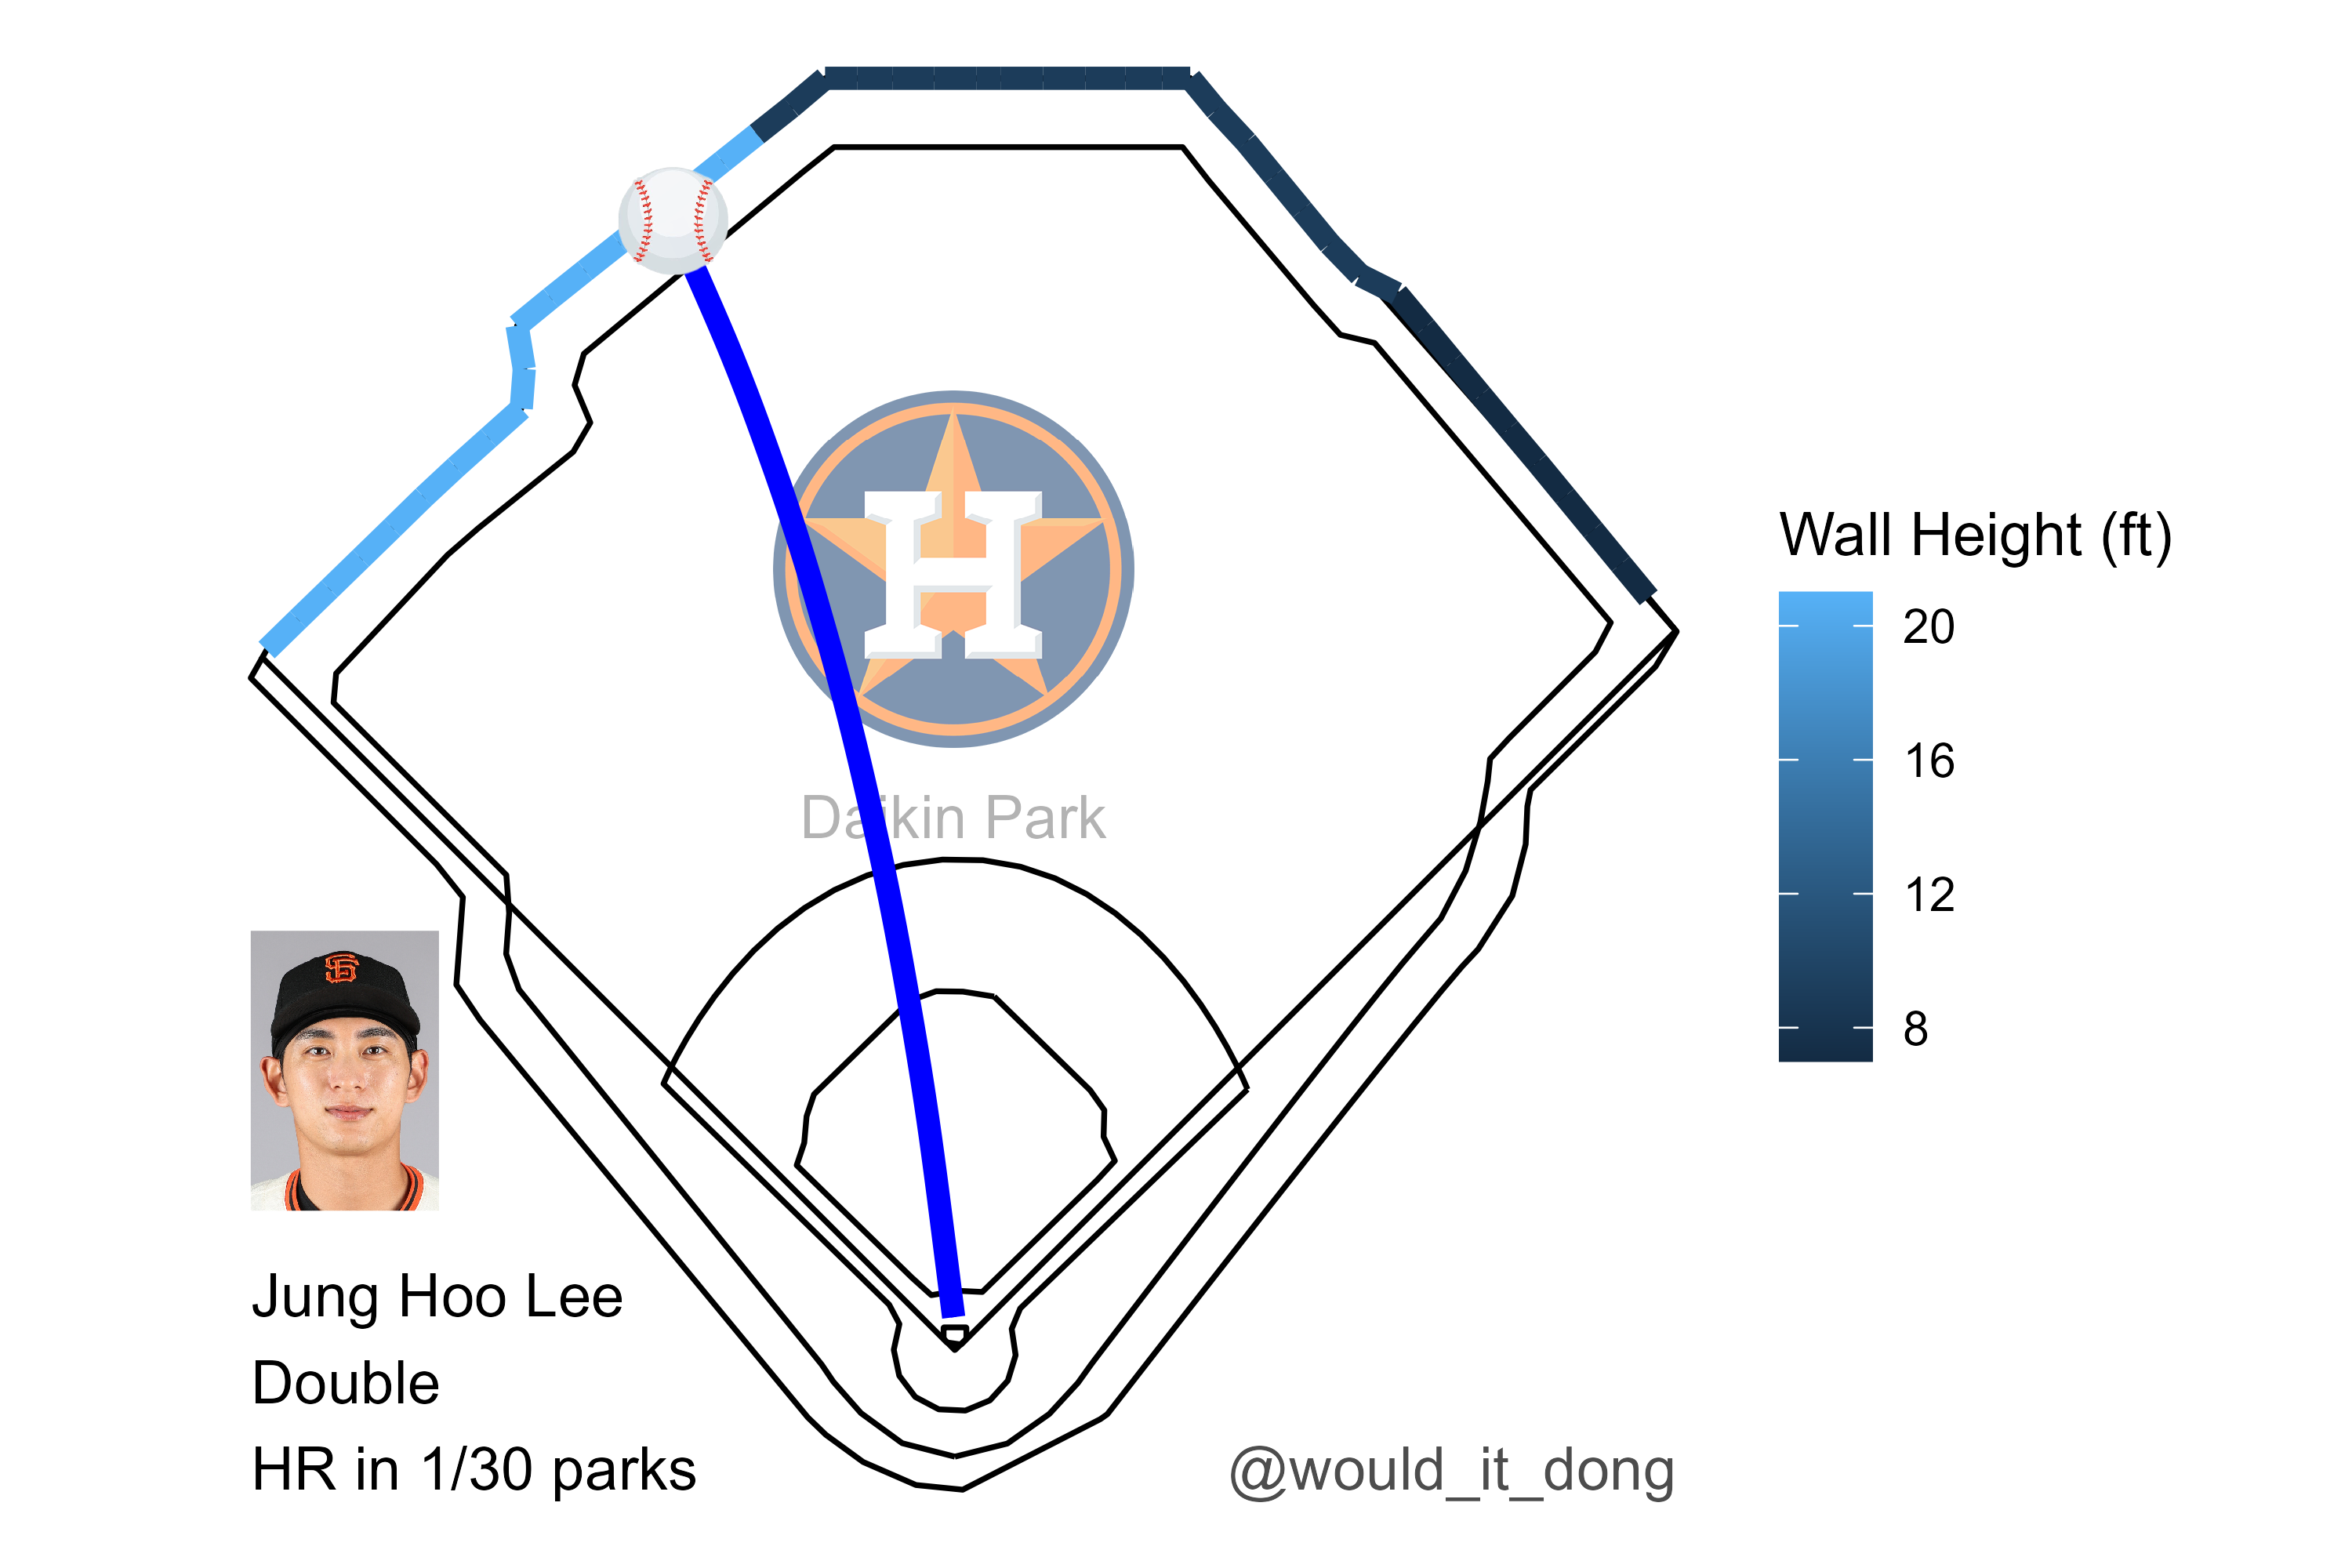 H
Daikin Park
Wall Height (ft)
20
16
12
8
SF
Jung Hoo Lee
Double
HR in 1/30 parks
@would_it_dong